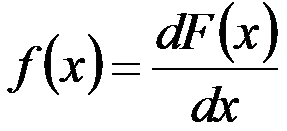 f(x) = dF(x)/dx